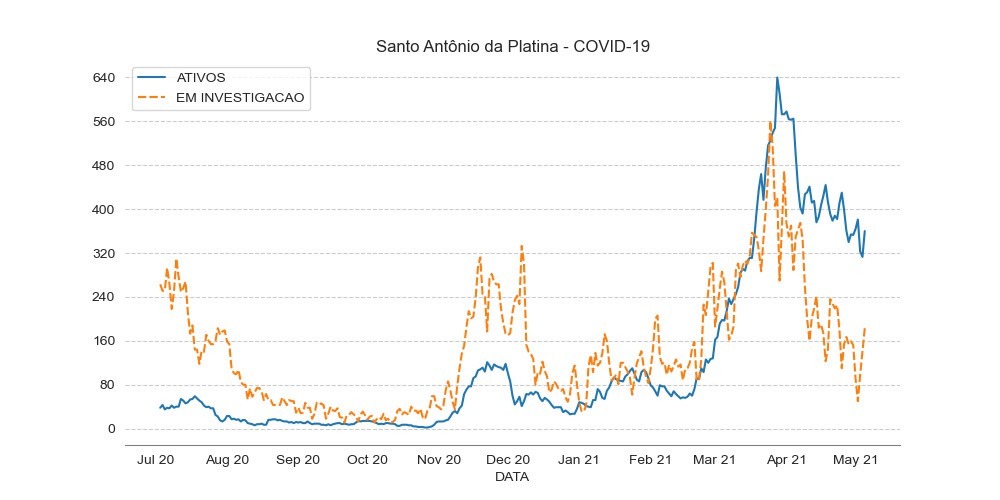 Santo Antônio da Platina - COVID-19
ATIVOS
EM INVESTIGACAO
640
560
480
400
320
240
160
80
0
Jul 20 Aug 20 Sep 20 Oct 20 Nov 20 Dec 20 Jan 21 Feb 21 Mar 21 Apr 21 May 21
DATA